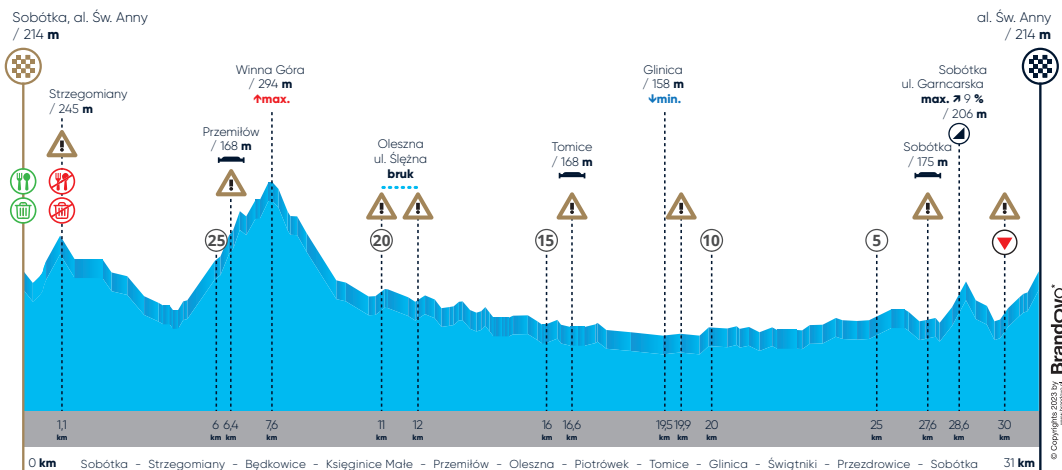 Sobótka, al. Św. Anny
/ 214 m
al. Św. Anny
/ 214 m
Strzegomiany
/ 245 m
Przemiłów
/ 168 m
Winna Góra
/ 294 m
↑max.
Oleszna
ul. Ślężna
bruk
Tomice
/ 168 m
Glinica
/ 158 m
↓min.
Sobótka
/ 175 m
Sobótka
ul. Garncarska
max. ↗ 9 %
/ 206 m
25
20
15
10
5
1,1 km
6 km
6,4 km
7,6 km
11 km
12 km
16 km
16,6 km
19,5 km
19,9 km
20 km
25 km
27,6 km
28,6 km
30 km
0 km
Sobótka - Strzegomiany - Będkowice - Księginice Małe - Przemiłów - Oleszna - Piotrówek - Tomice - Glinica - Świątniki - Przezdrowice - Sobótka
31 km
© Copyrights 2023 by BrandOvo